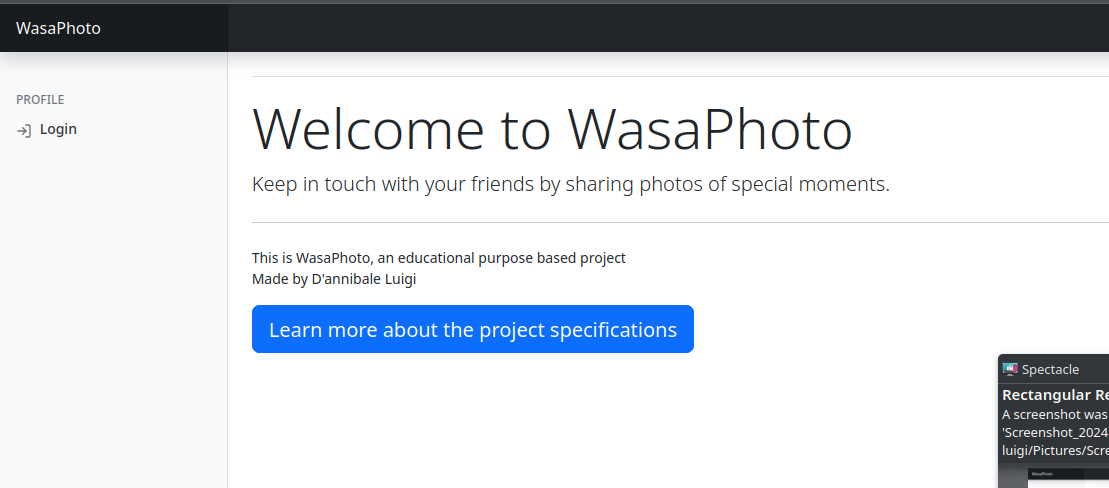 WasaPhoto
PROFILE
Login
Welcome to WasaPhoto
Keep in touch with your friends by sharing photos of special moments.
This is WasaPhoto, an educational purpose based project
Made by D'annibale Luigi
Learn more about the project specifications
Spectacle
Rectangular Re
A screenshot was
'Screenshot_2024
luigi/Pictures/Scre
WasaPhoto